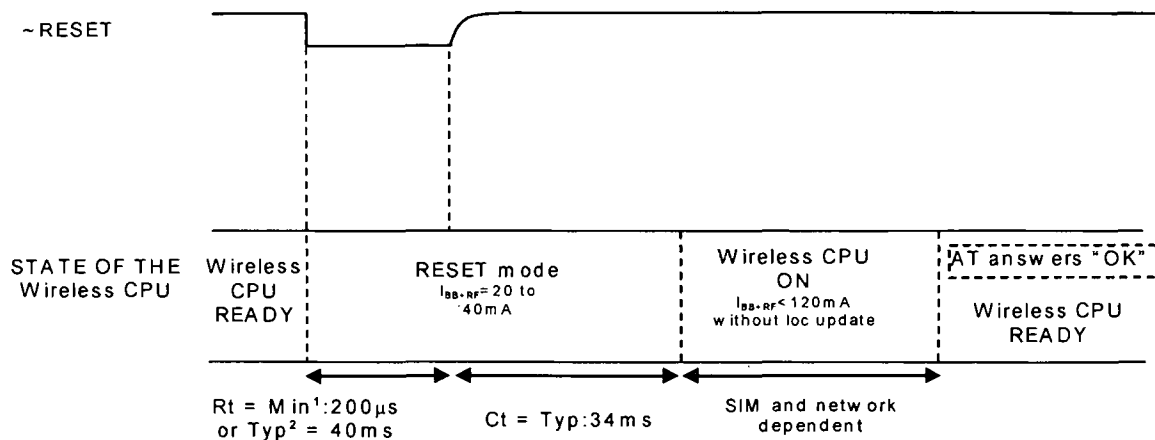 ~RESET
STATE OF THE
Wireless CPU
Wireless
CPU
READY
RESET mode
IBB+RF=20 to
40mA
Wireless CPU
ON
IBB+RF<120mA
without loc update
AT answers "OK"
Wireless CPU
READY
Rt = Min¹:200µs
or Typ² = 40ms
Ct = Typ:34ms
SIM and network
dependent